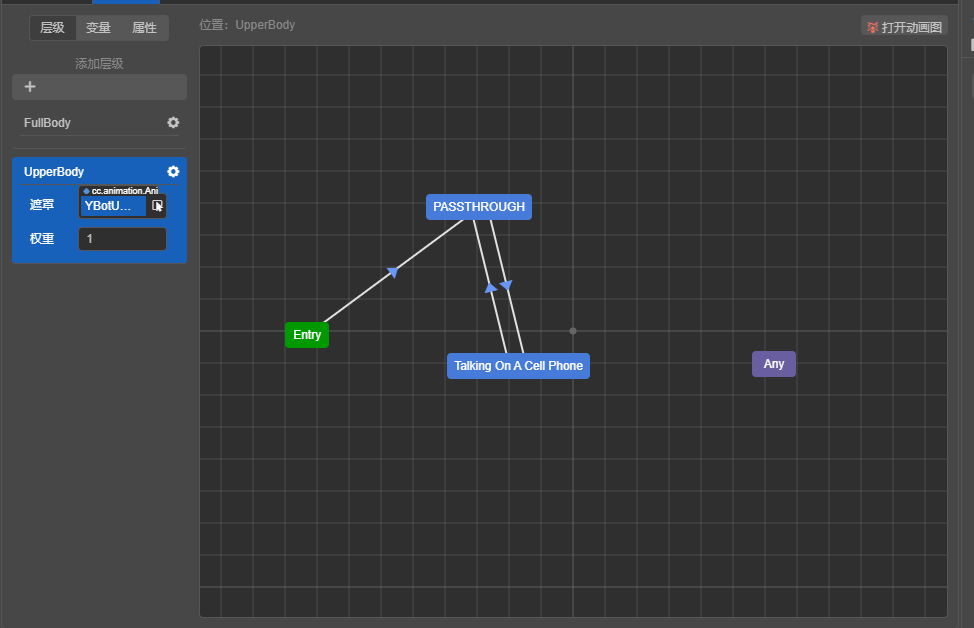 层级 变量 属性
位置：UpperBody
打开动画图
添加层级
+
FullBody
UpperBody
cc.animation.Ani
遮罩 YBotU...
权重 1
PASSTHROUGH
Entry
Talking On A Cell Phone
Any